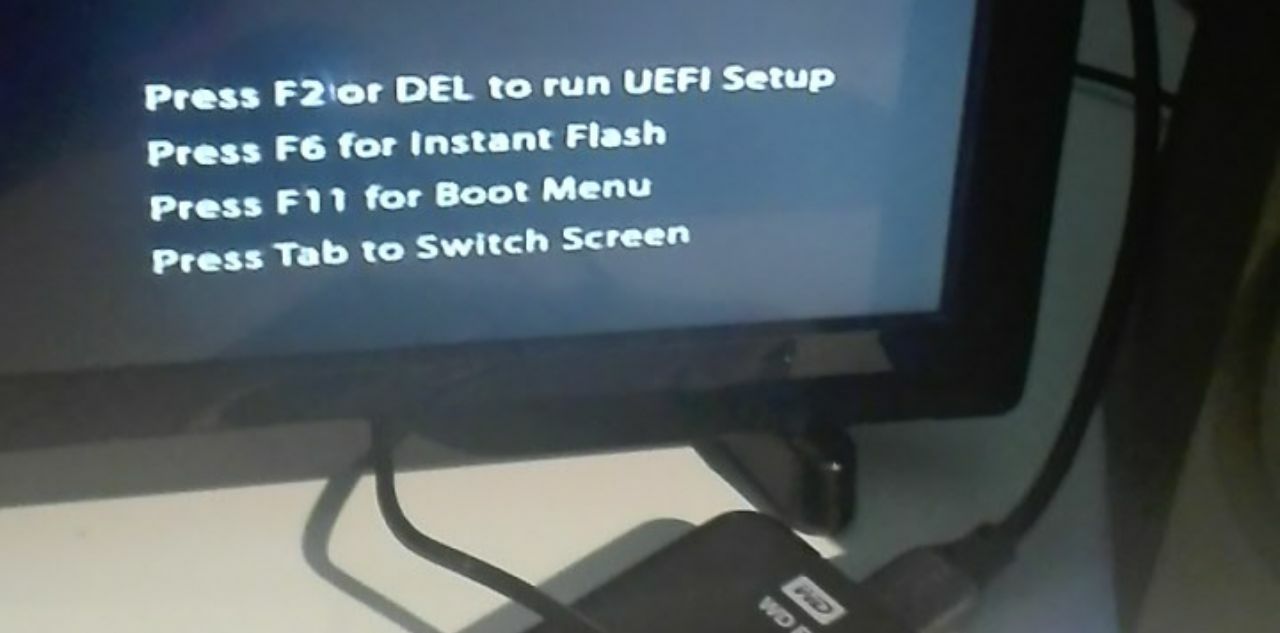 Press F2 or DEL to run UEFI Setup
Press F6 for Instant Flash
Press F11 for Boot Menu
Press Tab to Switch Screen
WD
WD